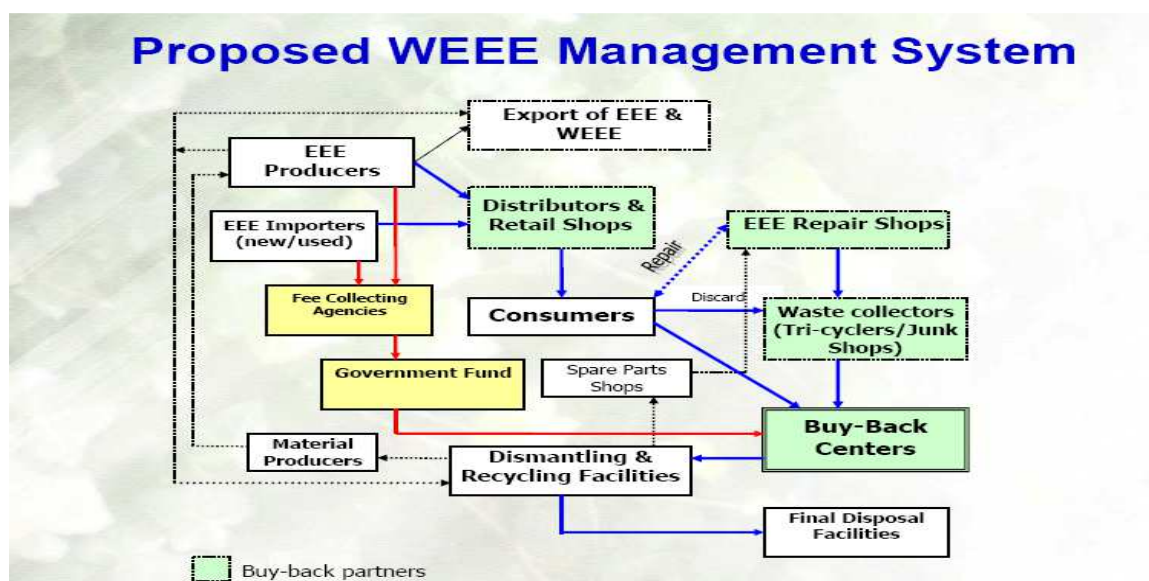 Proposed WEEE Management System
Export of EEE &
WEEE
EEE
Producers
Distributors &
Retail Shops
EEE Importers
(new/used)
EEE Repair Shops
Repair
Fee Collecting
Agencies
Consumers
Discard
Waste collectors
(Tri-cyclers/Junk
Shops)
Government Fund
Spare Parts
Shops
Buy-Back
Centers
Material
Producers
Dismantling &
Recycling Facilities
Final Disposal
Facilities
Buy-back partners